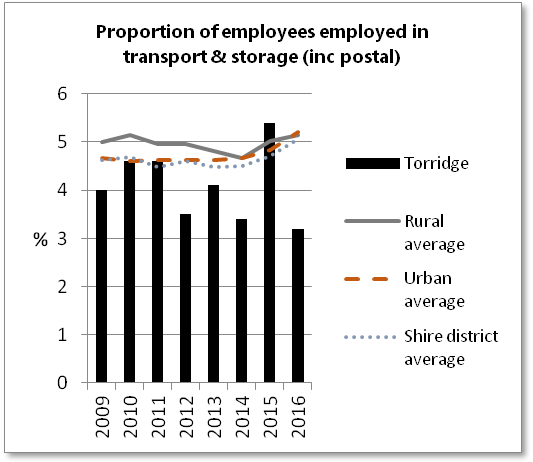 Proportion of employees employed in
transport & storage (inc postal)
6
5
4
3
2
1
0
%
2009
2010
2011
2012
2013
2014
2015
2016
Torridge
Rural
average
Urban
average
Shire district
average